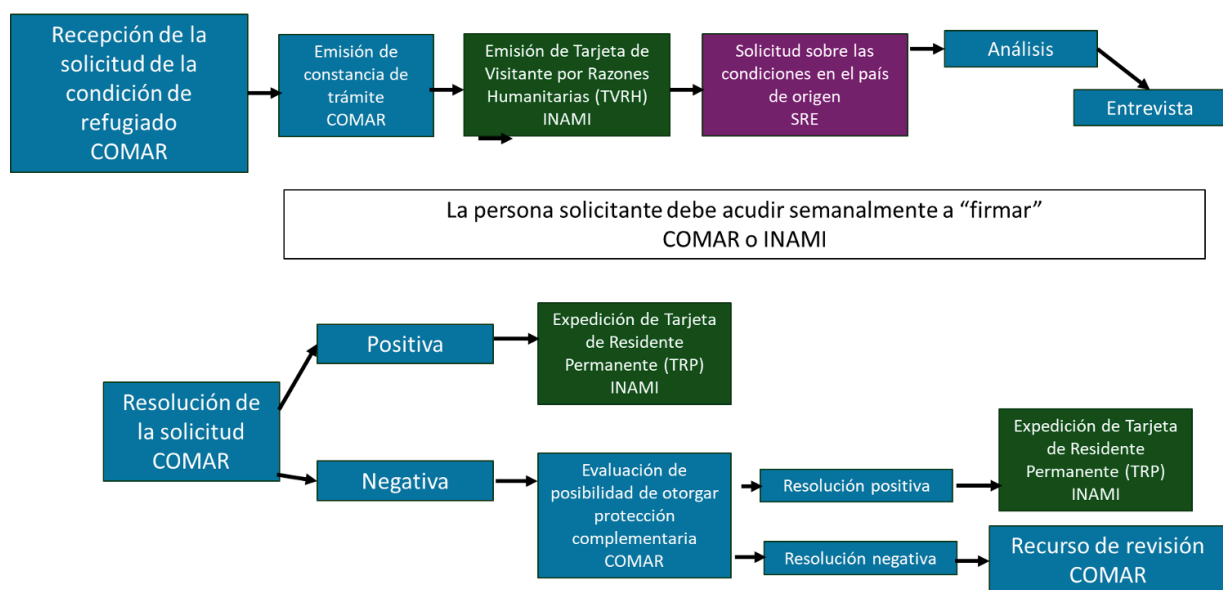 Recepción de la
solicitud de la
condición de
refugiado
COMAR
Emisión de
constancia de
trámite
COMAR
Emisión de Tarjeta de
Visitante por Razones
Humanitarias (TVRH)
INAMI
Solicitud sobre las
condiciones en el país
de origen
SRE
Análisis
Entrevista
La persona solicitante debe acudir semanalmente a “firmar”
COMAR o INAMI
Resolución de
la solicitud
COMAR
Positiva
Expedición de Tarjeta
de Residente
Permanente (TRP)
INAMI
Negativa
Evaluación de
posibilidad de otorgar
protección
complementaria
COMAR
Resolución positiva
Expedición de Tarjeta
de Residente
Permanente (TRP)
INAMI
Resolución negativa
Recurso de revisión
COMAR